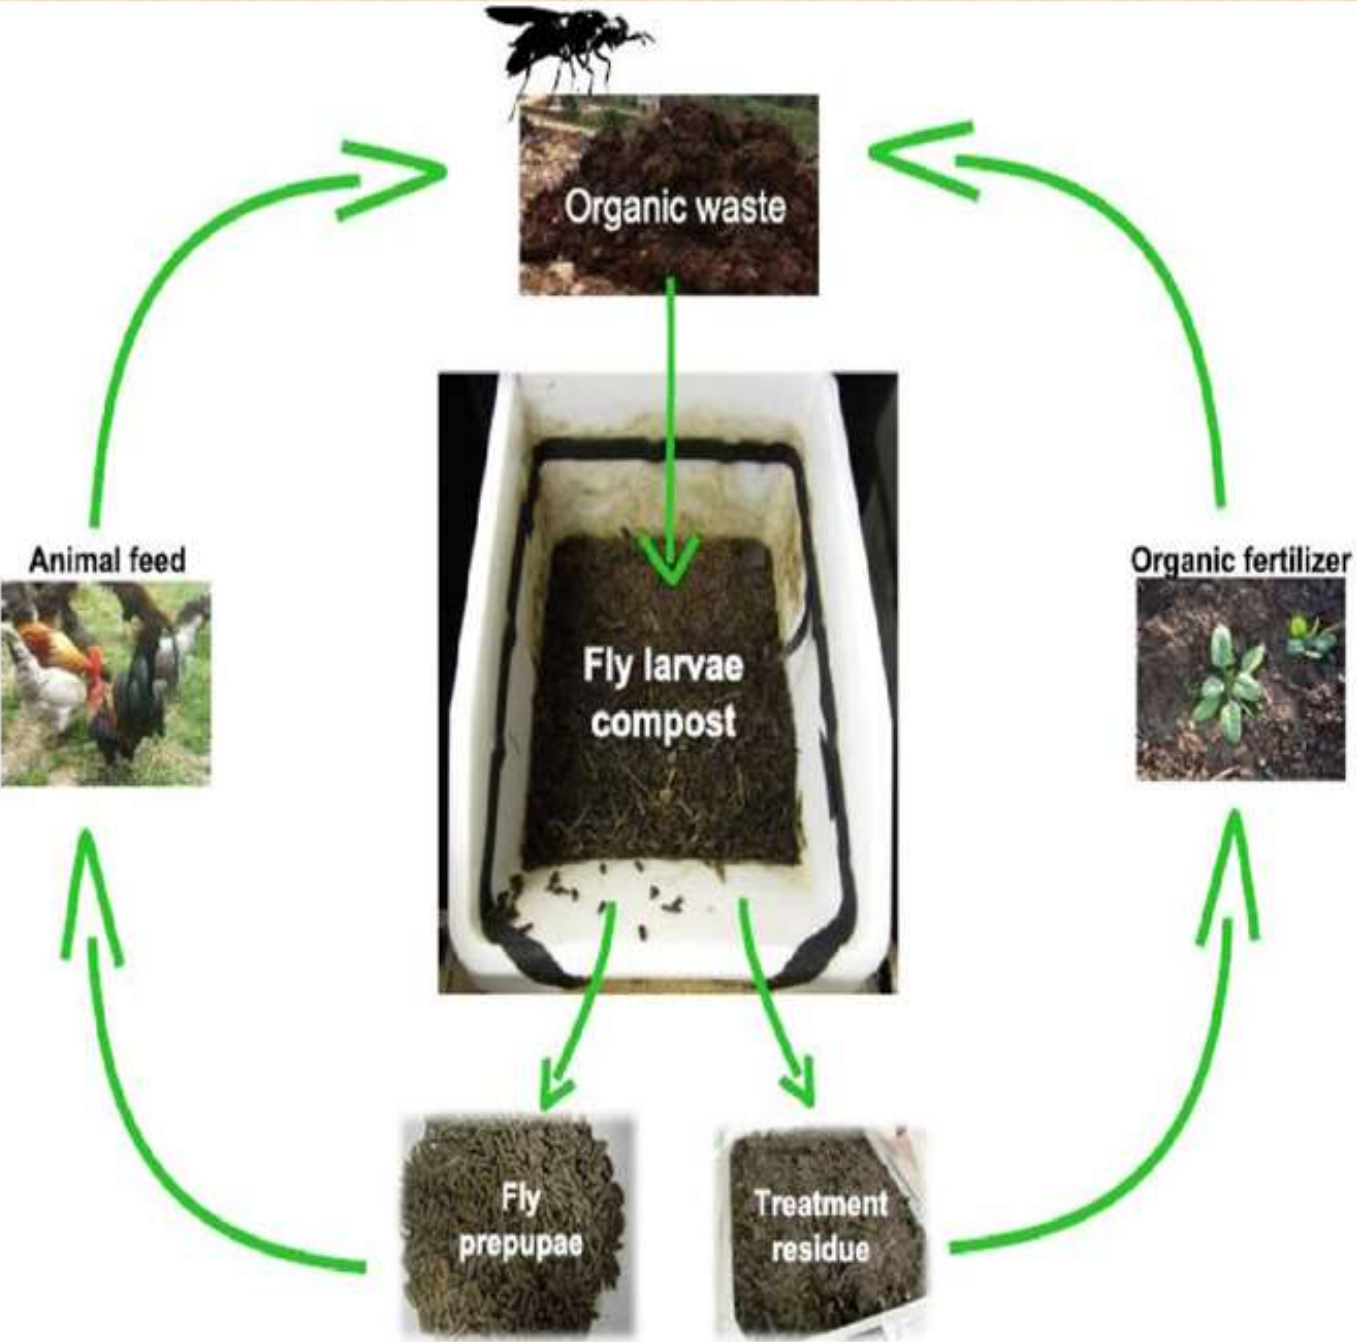 Organic waste
Animal feed
Organic fertilizer
Fly larvae
compost
Fly
prepupae
Treatment
residue